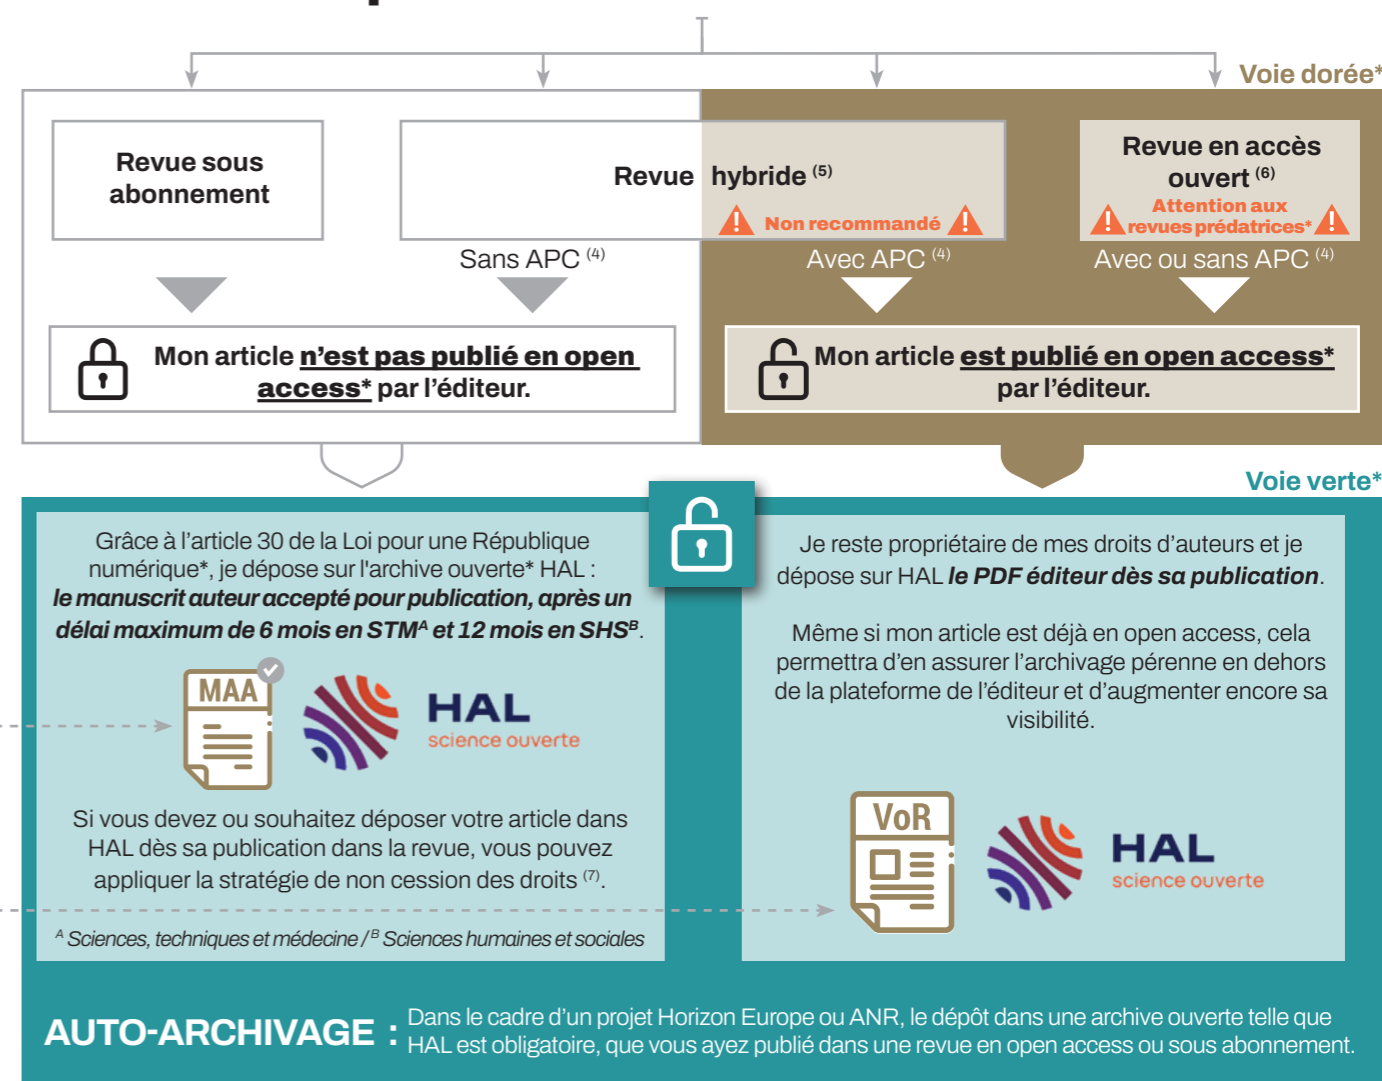 Voie dorée*
Revue sous
abonnement
Revue hybride (5)
Non recommandé
Revue en accès
ouvert (6)
Attention aux
revues prédatrices*
Sans APC (4)
Avec APC (4)
Avec ou sans APC (4)
Mon article n'est pas publié en open
access* par l'éditeur.
Mon article est publié en open access*
par l'éditeur.
Voie verte*
Grâce à l'article 30 de la Loi pour une République
numérique*, je dépose sur l'archive ouverte* HAL :
le manuscrit auteur accepté pour publication, après un
délai maximum de 6 mois en STMᴬ et 12 mois en SHSᴮ.
MAA
HAL
science ouverte
Si vous devez ou souhaitez déposer votre article dans
HAL dès sa publication dans la revue, vous pouvez
appliquer la stratégie de non cession des droits (7).
ᴬ Sciences, techniques et médecine / ᴮ Sciences humaines et sociales
Je reste propriétaire de mes droits d'auteurs et je
dépose sur HAL le PDF éditeur dès sa publication.
Même si mon article est déjà en open access, cela
permettra d'en assurer l'archivage pérenne en dehors
de la plateforme de l'éditeur et d'augmenter encore sa
visibilité.
VoR
HAL
science ouverte
AUTO-ARCHIVAGE : Dans le cadre d'un projet Horizon Europe ou ANR, le dépôt dans une archive ouverte telle que
HAL est obligatoire, que vous ayez publié dans une revue en open access ou sous abonnement.